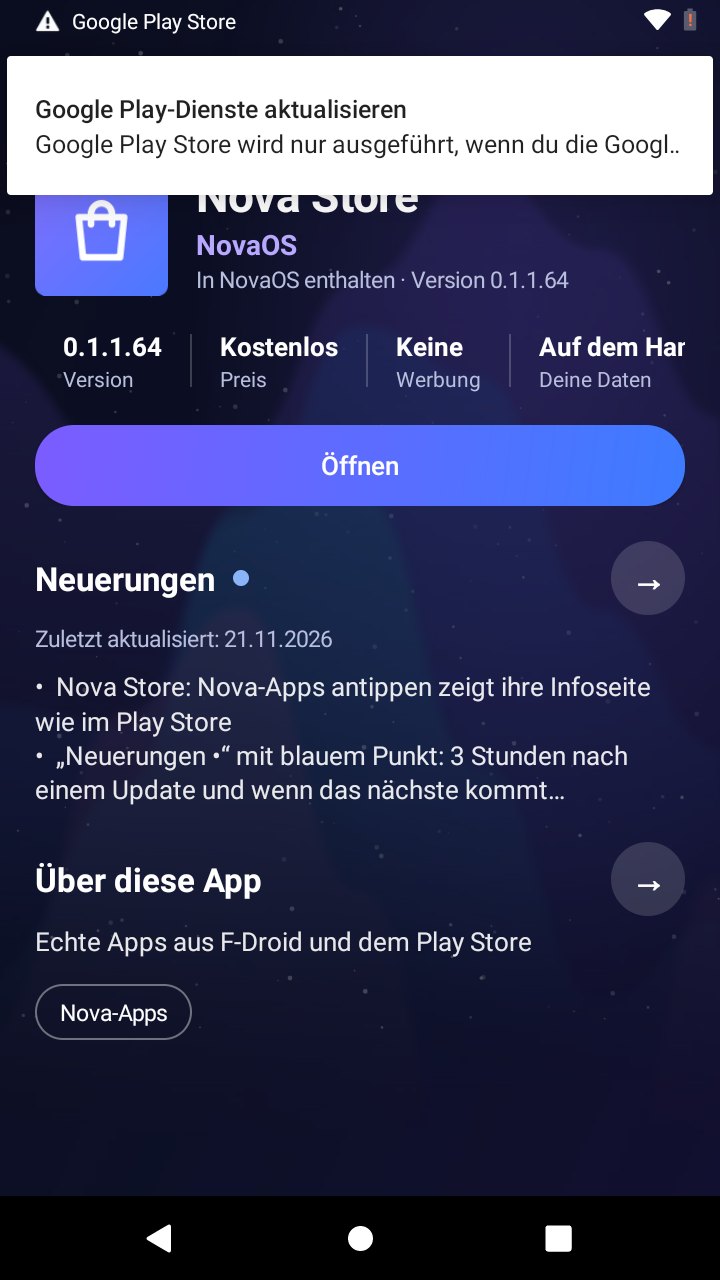 Google Play Store
Google Play-Dienste aktualisieren
Google Play Store wird nur ausgeführt, wenn du die Googl..
Nova Store
NovaOS
In NovaOS enthalten · Version 0.1.1.64
0.1.1.64
Version
Kostenlos
Preis
Keine
Werbung
Auf dem Har
Deine Daten
Öffnen
Neuerungen
→
Zuletzt aktualisiert: 21.11.2026
• Nova Store: Nova-Apps antippen zeigt ihre Infoseite
wie im Play Store
• „Neuerungen •“ mit blauem Punkt: 3 Stunden nach
einem Update und wenn das nächste kommt…
Über diese App
→
Echte Apps aus F-Droid und dem Play Store
Nova-Apps